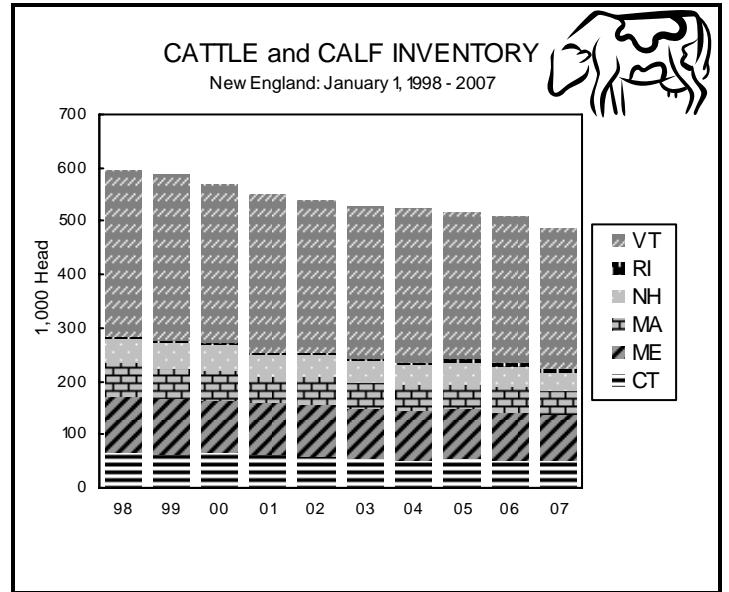 CATTLE and CALF INVENTORY
New England: January 1, 1998 - 2007
1,000 Head
700
600
500
400
300
200
100
0
98 99 00 01 02 03 04 05 06 07
VT
RI
NH
MA
ME
CT